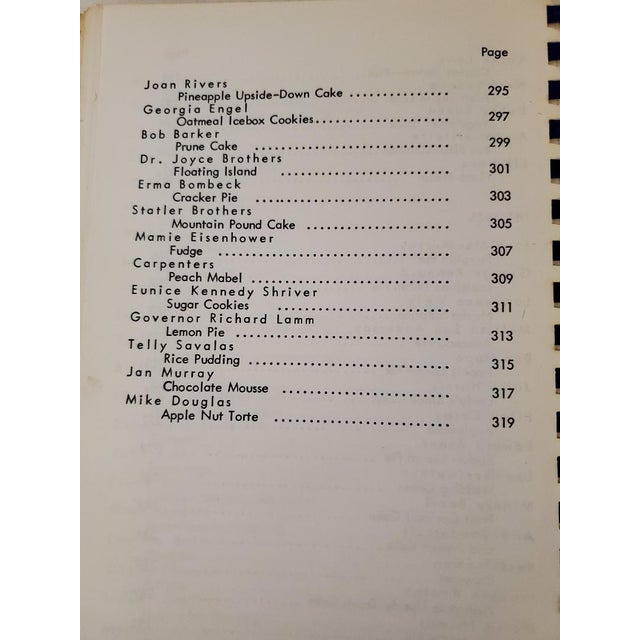 Page
Joan Rivers
Pineapple Upside-Down Cake ............... 295
Georgia Engel
Oatmeal Icebox Cookies.................... 297
Bob Barker
Prune Cake ............................. 299
Dr. Joyce Brothers
Floating Island ......................... 301
Erma Bombeck
Cracker Pie ............................. 303
Statler Brothers
Mountain Pound Cake ..................... 305
Mamie Eisenhower
Fudge ................................... 307
Carpenters
Peach Mabel ............................. 309
Eunice Kennedy Shriver
Sugar Cookies .......................... 311
Governor Richard Lamm
Lemon Pie ................................ 313
Telly Savalas
Rice Pudding ............................. 315
Jan Murray
Chocolate Mousse ......................... 317
Mike Douglas
Apple Nut Torte .......................... 319